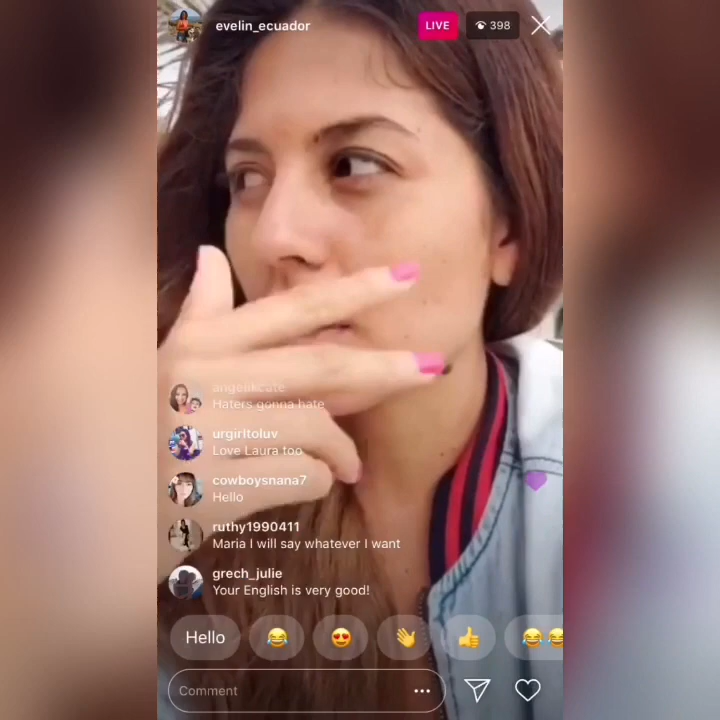 evelin_ecuador
LIVE
398
angelikcate
Haters gonna hate
urgirltoluv
Love Laura too
cowboysnana7
Hello
ruthy1990411
Maria I will say whatever I want
grech_julie
Your English is very good!
Hello
Comment